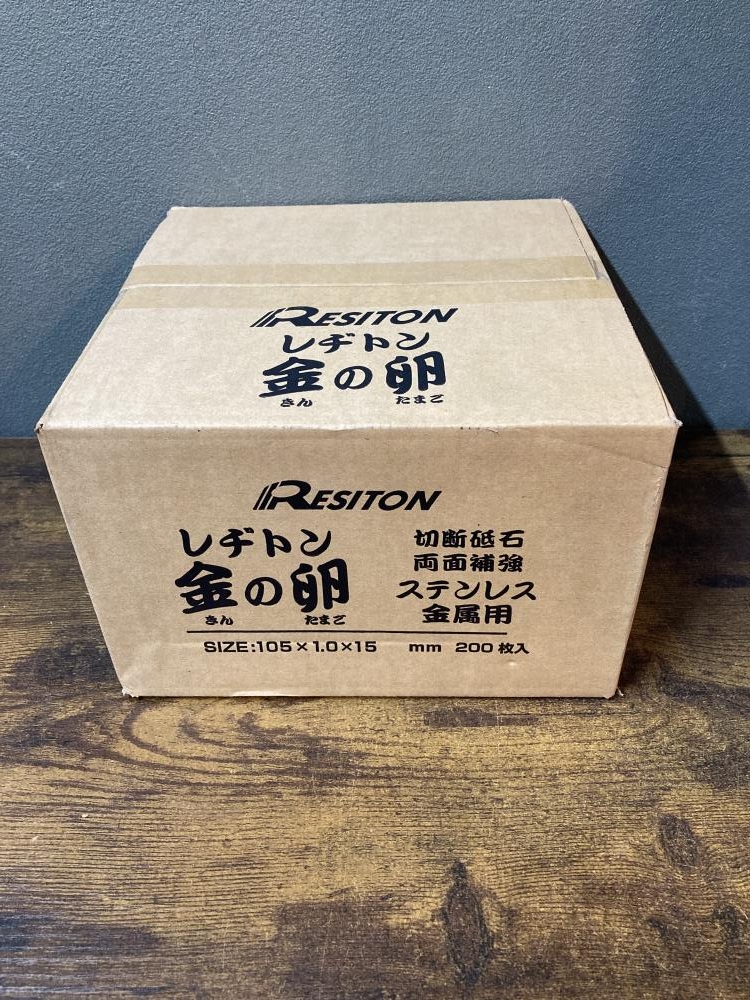 RESITON
レヂトン
金の卵
きん たまご
RESITON
レヂトン
金の卵
きん たまご
切断砥石
両面補強
ステンレス
金属用
SIZE:105×1.0×15 mm 200枚入